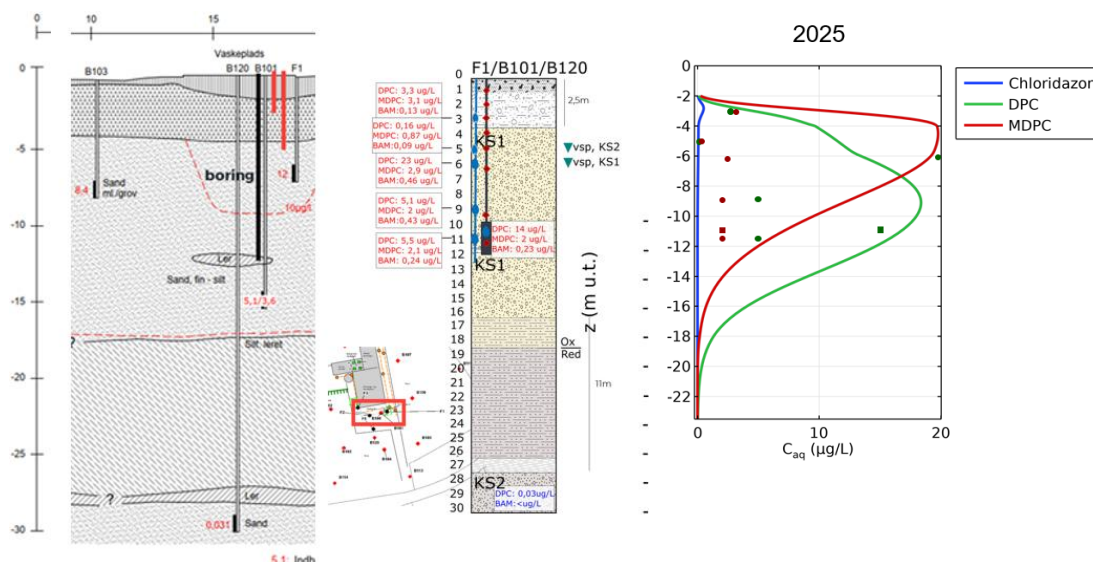 0
10
15
Vaskeplads
B103
B120
B101
F1
0
-5
-10
-15
-20
-25
-30
boring
Sand
ml./grov
8,4
12
10µg/l
Ler
Sand, fin - silt
5,1/3,6
?
Silt, leret
?
?
Ler
0,031
Sand
5,1: Indb
F1/B101/B120
0
1
2
3
4
5
6
7
8
9
10
11
12
13
14
15
16
17
18
19
20
21
22
23
24
25
26
27
28
29
30
DPC: 3,3 ug/L
MDPC: 3,1 ug/L
BAM:0,13 ug/L
DPC: 0,16 ug/L
MDPC: 0,87 ug/L
BAM:0,09 ug/L
DPC: 23 ug/L
MDPC: 2,9 ug/L
BAM:0,46 ug/L
DPC: 5,1 ug/L
MDPC: 2 ug/L
BAM:0,43 ug/L
DPC: 5,5 ug/L
MDPC: 2,1 ug/L
BAM:0,24 ug/L
DPC: 14 ug/L
MDPC: 2 ug/L
BAM: 0,23 ug/L
KS1
KS1
KS2
DPC: 0,03ug/L
BAM:<ug/L
2,5m
vsp, KS2
vsp, KS1
Ox
Red
11m
z (m u.t.)
2025
0
-2
-4
-6
-8
-10
-12
-14
-16
-18
-20
-22
0
10
20
Caq (µg/L)
Chloridazon
DPC
MDPC